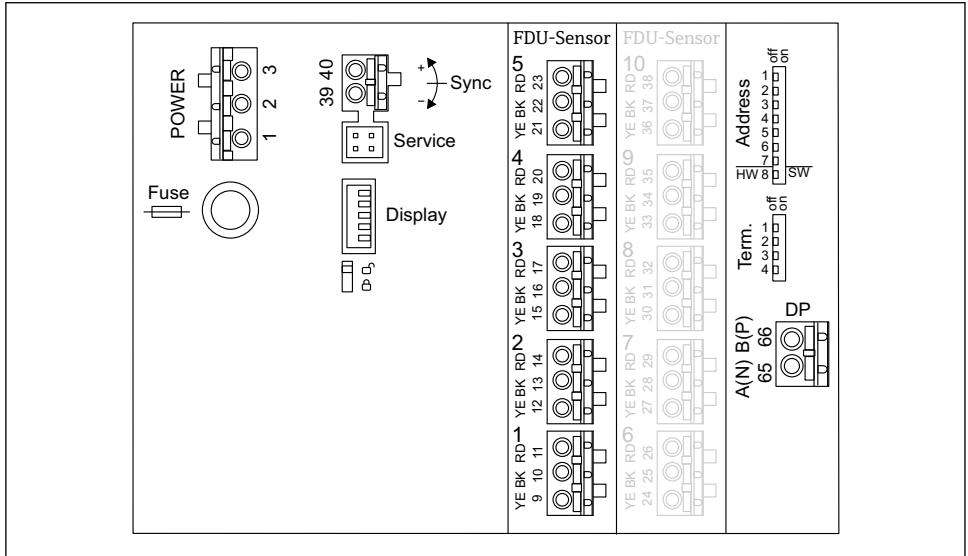 POWER
3
2
1
Fuse
39 40
+
-
Sync
Service
Display
FDU-Sensor
5
YE BK RD
21 22 23
4
YE BK RD
18 19 20
3
YE BK RD
15 16 17
2
YE BK RD
12 13 14
1
YE BK RD
9 10 11
FDU-Sensor
10
YE BK RD
36 37 38
9
YE BK RD
33 34 35
8
YE BK RD
30 31 32
7
YE BK RD
27 28 29
6
YE BK RD
24 25 26
Address
off
on
1
2
3
4
5
6
7
HW 8 SW
Term.
off
on
1
2
3
4
DP
A(N) B(P)
65 66